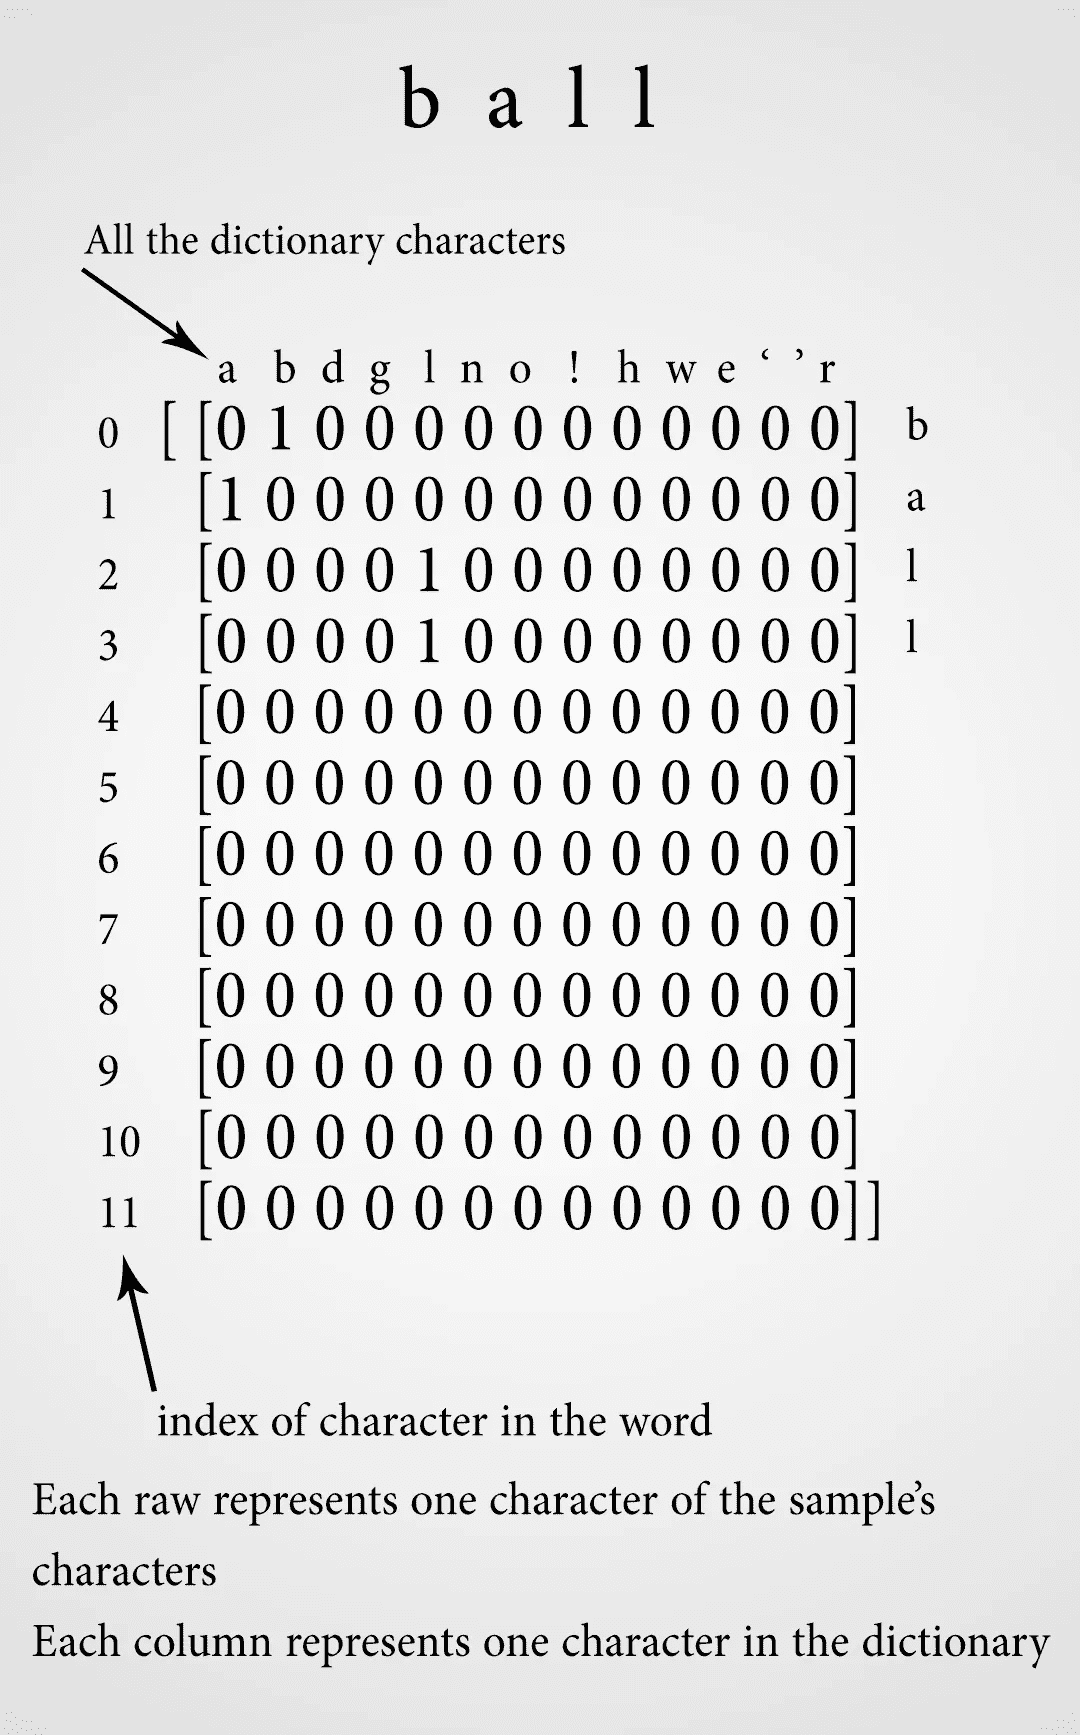 b a l l
All the dictionary characters
a b d g l n o ! h w e ‘ ’ r
0 [ [0 1 0 0 0 0 0 0 0 0 0 0 0] b
1 [1 0 0 0 0 0 0 0 0 0 0 0 0] a
2 [0 0 0 0 1 0 0 0 0 0 0 0 0] l
3 [0 0 0 0 1 0 0 0 0 0 0 0 0] l
4 [0 0 0 0 0 0 0 0 0 0 0 0 0]
5 [0 0 0 0 0 0 0 0 0 0 0 0 0]
6 [0 0 0 0 0 0 0 0 0 0 0 0 0]
7 [0 0 0 0 0 0 0 0 0 0 0 0 0]
8 [0 0 0 0 0 0 0 0 0 0 0 0 0]
9 [0 0 0 0 0 0 0 0 0 0 0 0 0]
10 [0 0 0 0 0 0 0 0 0 0 0 0 0]
11 [0 0 0 0 0 0 0 0 0 0 0 0 0] ]
index of character in the word
Each raw represents one character of the sample’s
characters
Each column represents one character in the dictionary